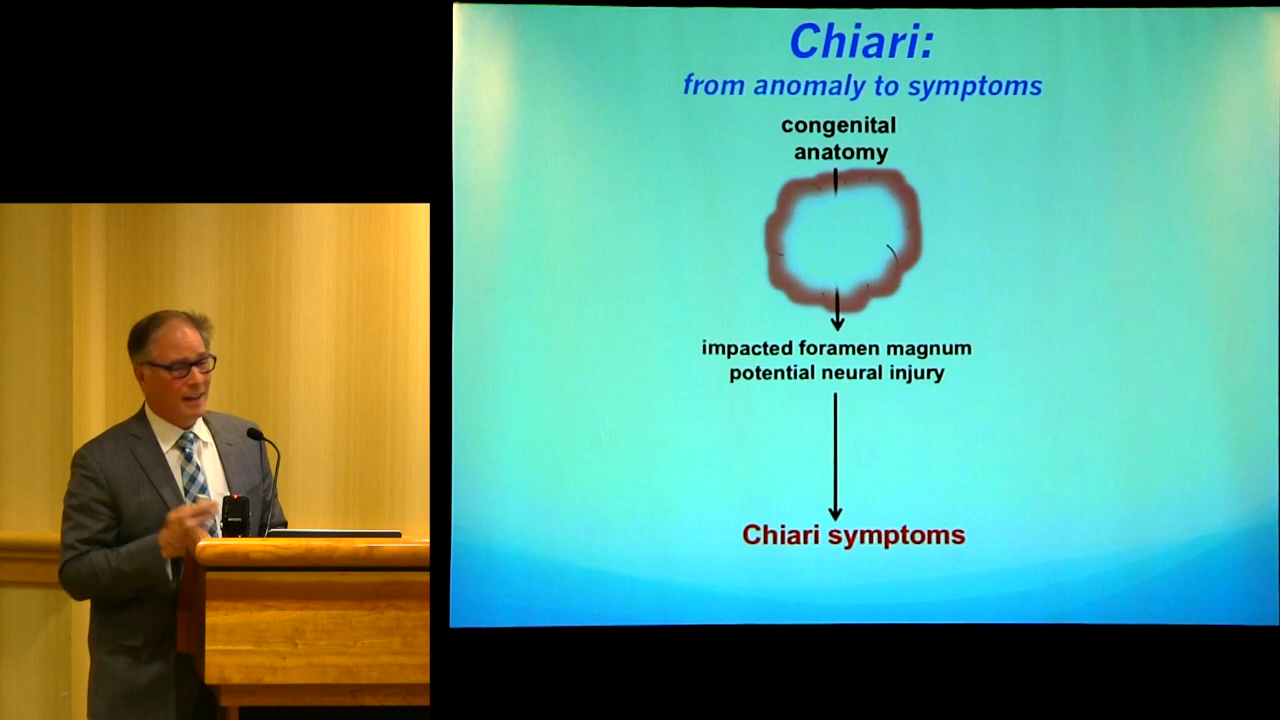 Chiari:
from anomaly to symptoms
congenital
anatomy
impacted foramen magnum
potential neural injury
Chiari symptoms